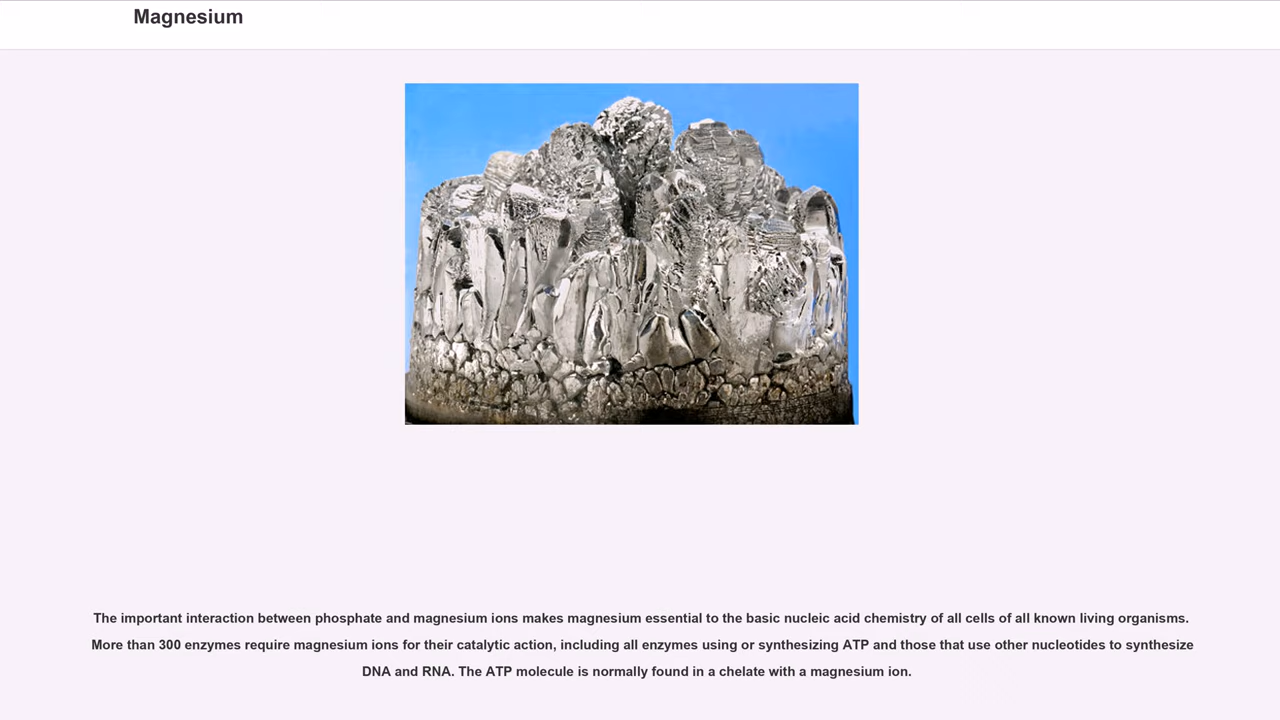 Magnesium
The important interaction between phosphate and magnesium ions makes magnesium essential to the basic nucleic acid chemistry of all cells of all known living organisms.
More than 300 enzymes require magnesium ions for their catalytic action, including all enzymes using or synthesizing ATP and those that use other nucleotides to synthesize
DNA and RNA. The ATP molecule is normally found in a chelate with a magnesium ion.